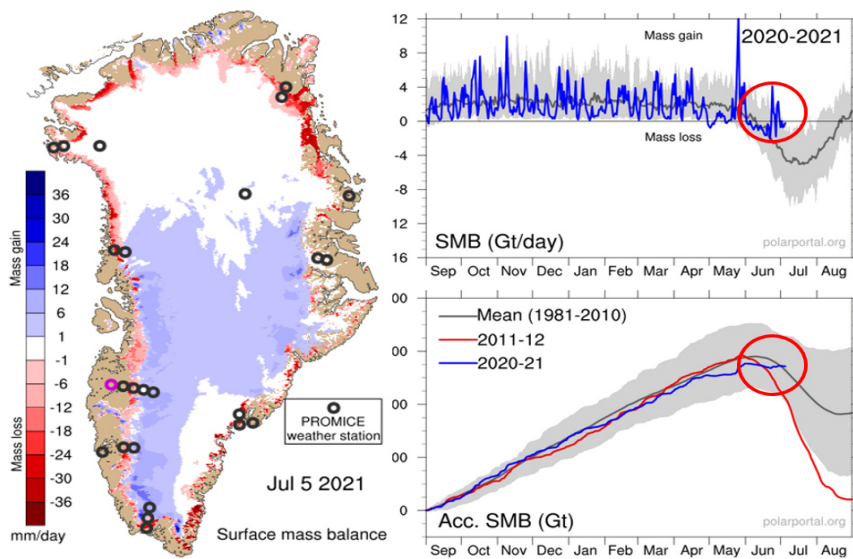 36
30
24
18
12
6
1
-1
-6
-12
-18
-24
-30
-36
mm/day
Mass gain
Mass loss
PROMICE
weather station
Jul 5 2021
Surface mass balance
12
8
4
0
-4
-8
12
16
Mass gain
2020-2021
Mass loss
SMB (Gt/day)
polarportal.org
Sep Oct Nov Dec Jan Feb Mar Apr May Jun Jul Aug
00
00
00
00
0
Mean (1981-2010)
2011-12
2020-21
Acc. SMB (Gt)
polarportal.org
Sep Oct Nov Dec Jan Feb Mar Apr May Jun Jul Aug